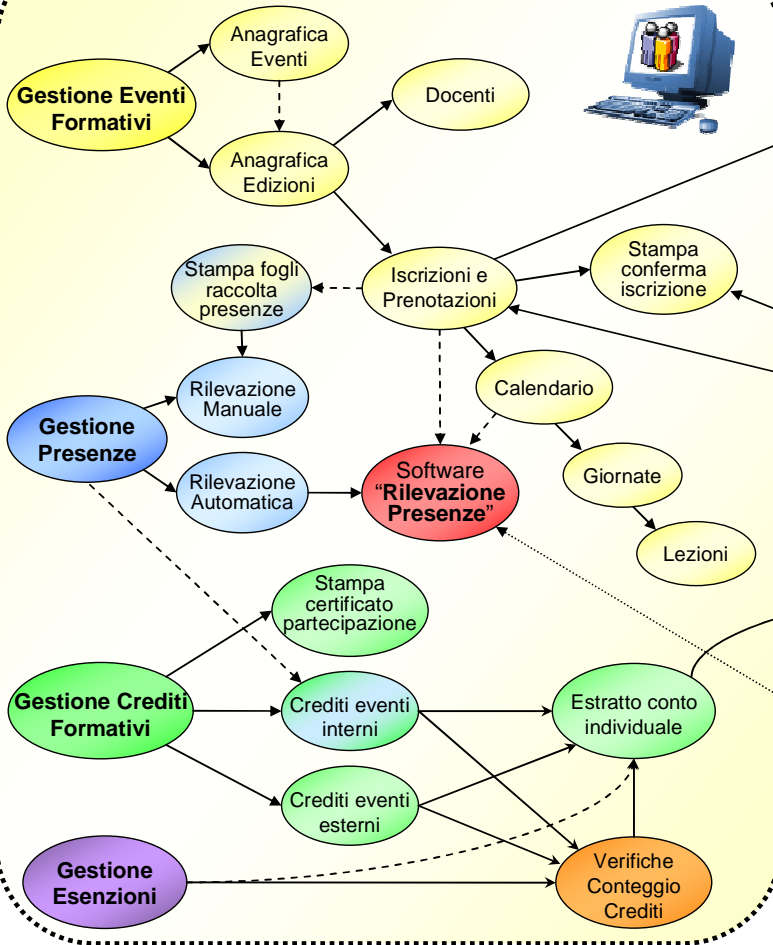 Anagrafica
Eventi
Gestione Eventi
Formativi
Docenti
Anagrafica
Edizioni
Stampa fogli
raccolta
presenze
Iscrizioni e
Prenotazioni
Stampa
conferma
iscrizione
Rilevazione
Manuale
Calendario
Gestione
Presenze
Rilevazione
Automatica
Software
“Rilevazione
Presenze”
Giornate
Lezioni
Stampa
certificato
partecipazione
Gestione Crediti
Formativi
Crediti eventi
interni
Estratto conto
individuale
Crediti eventi
esterni
Gestione
Esenzioni
Verifiche
Conteggio
Crediti